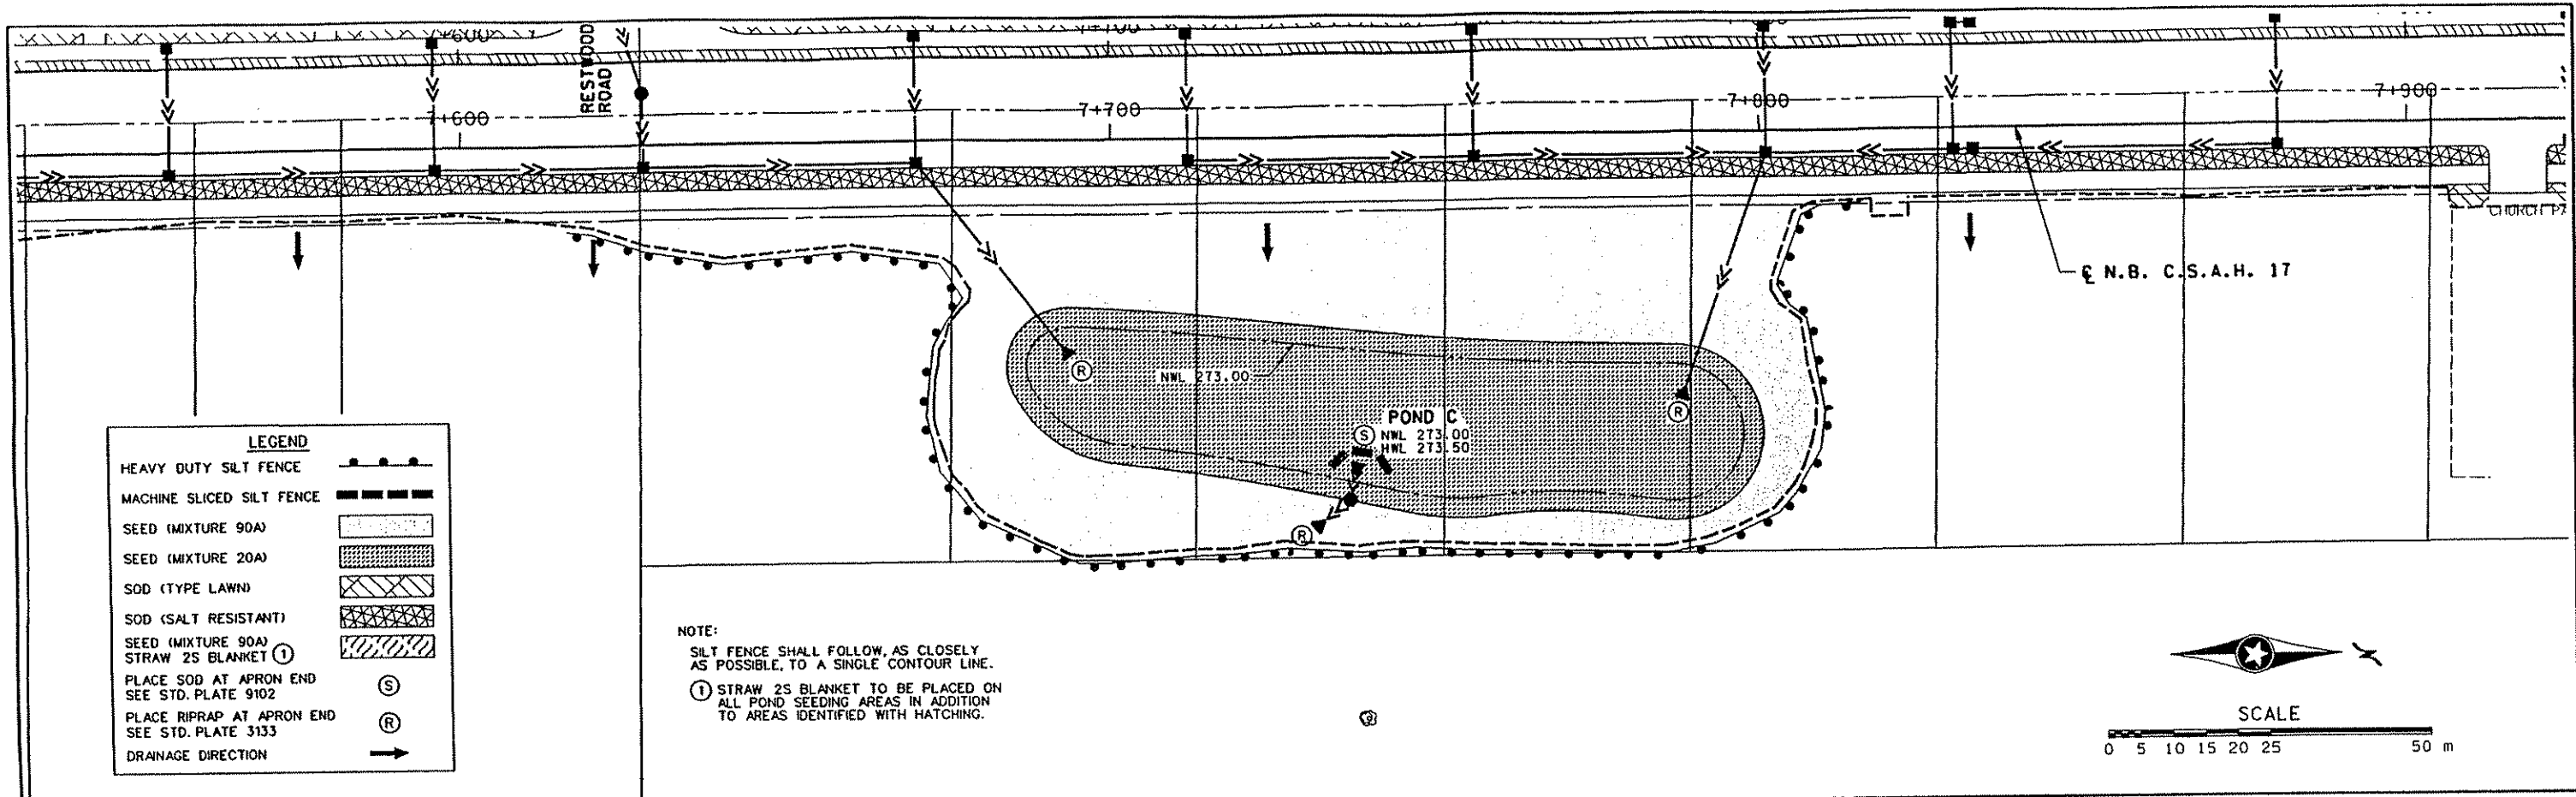 RESTWOOD
ROAD
7+600
7+700
7+800
7+900
CHURCH
℄ N.B. C.S.A.H. 17
NWL 273.00
R
R
POND C
S NWL 273.00
HWL 273.50
R
LEGEND
HEAVY DUTY SILT FENCE
MACHINE SLICED SILT FENCE
SEED (MIXTURE 90A)
SEED (MIXTURE 20A)
SOD (TYPE LAWN)
SOD (SALT RESISTANT)
SEED (MIXTURE 90A)
STRAW 2S BLANKET 1
PLACE SOD AT APRON END
SEE STD. PLATE 9102
S
PLACE RIPRAP AT APRON END
SEE STD. PLATE 3133
R
DRAINAGE DIRECTION
NOTE:
SILT FENCE SHALL FOLLOW, AS CLOSELY
AS POSSIBLE, TO A SINGLE CONTOUR LINE.
1 STRAW 2S BLANKET TO BE PLACED ON
ALL POND SEEDING AREAS IN ADDITION
TO AREAS IDENTIFIED WITH HATCHING.
SCALE
0 5 10 15 20 25 50 m